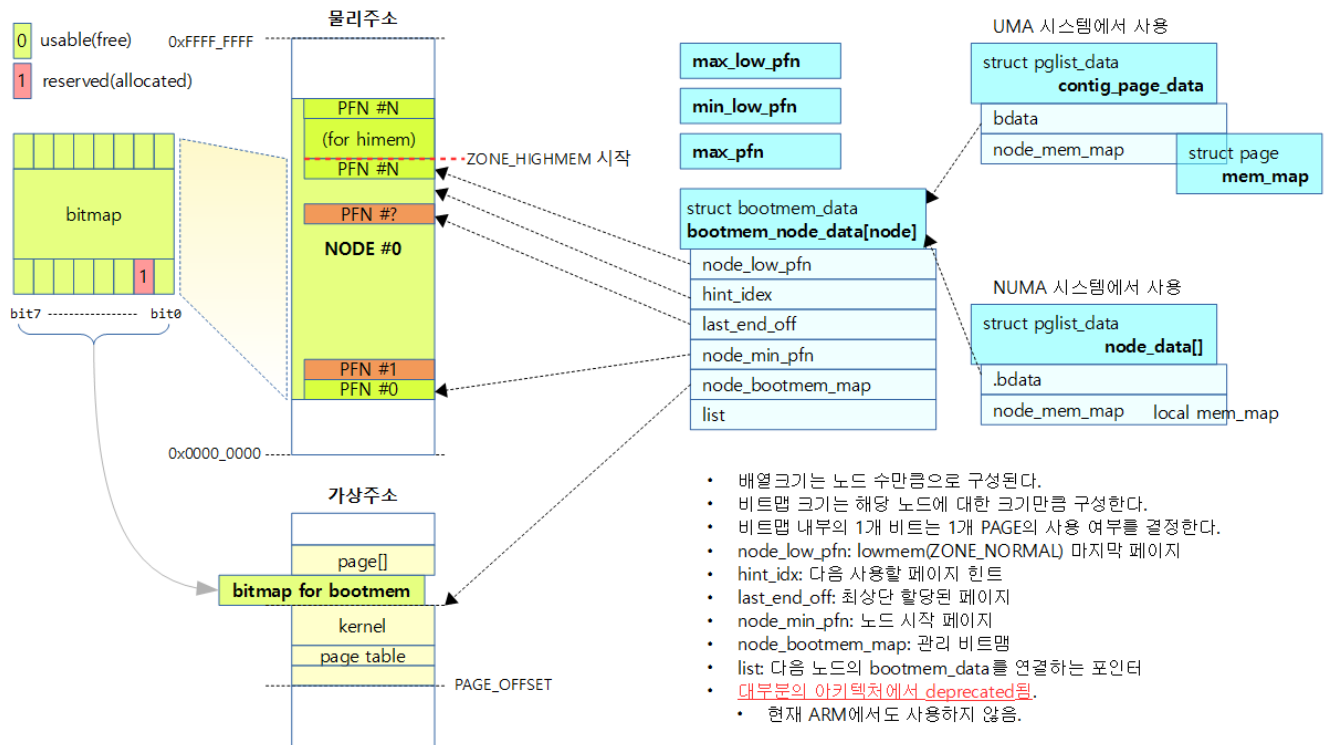 0 usable(free)
1 reserved(allocated)
bitmap
1
bit7 ---------------- bit0
물리주소
0xFFFF_FFFF
PFN #N
(for himem)
ZONE_HIGHMEM 시작
PFN #N
PFN #?
NODE #0
PFN #1
PFN #0
0x0000_0000
가상주소
page[]
bitmap for bootmem
kernel
page table
PAGE_OFFSET
max_low_pfn
min_low_pfn
max_pfn
struct bootmem_data
bootmem_node_data[node]
node_low_pfn
hint_idex
last_end_off
node_min_pfn
node_bootmem_map
list
UMA 시스템에서 사용
struct pglist_data
contig_page_data
bdata
node_mem_map
struct page
mem_map
NUMA 시스템에서 사용
struct pglist_data
node_data[]
.bdata
node_mem_map local mem_map
• 배열크기는 노드 수만큼으로 구성된다.
• 비트맵 크기는 해당 노드에 대한 크기만큼 구성한다.
• 비트맵 내부의 1개 비트는 1개 PAGE의 사용 여부를 결정한다.
• node_low_pfn: lowmem(ZONE_NORMAL) 마지막 페이지
• hint_idx: 다음 사용할 페이지 힌트
• last_end_off: 최상단 할당된 페이지
• node_min_pfn: 노드 시작 페이지
• node_bootmem_map: 관리 비트맵
• list: 다음 노드의 bootmem_data를 연결하는 포인터
• 대부분의 아키텍처에서 deprecated됨.
• 현재 ARM에서도 사용하지 않음.